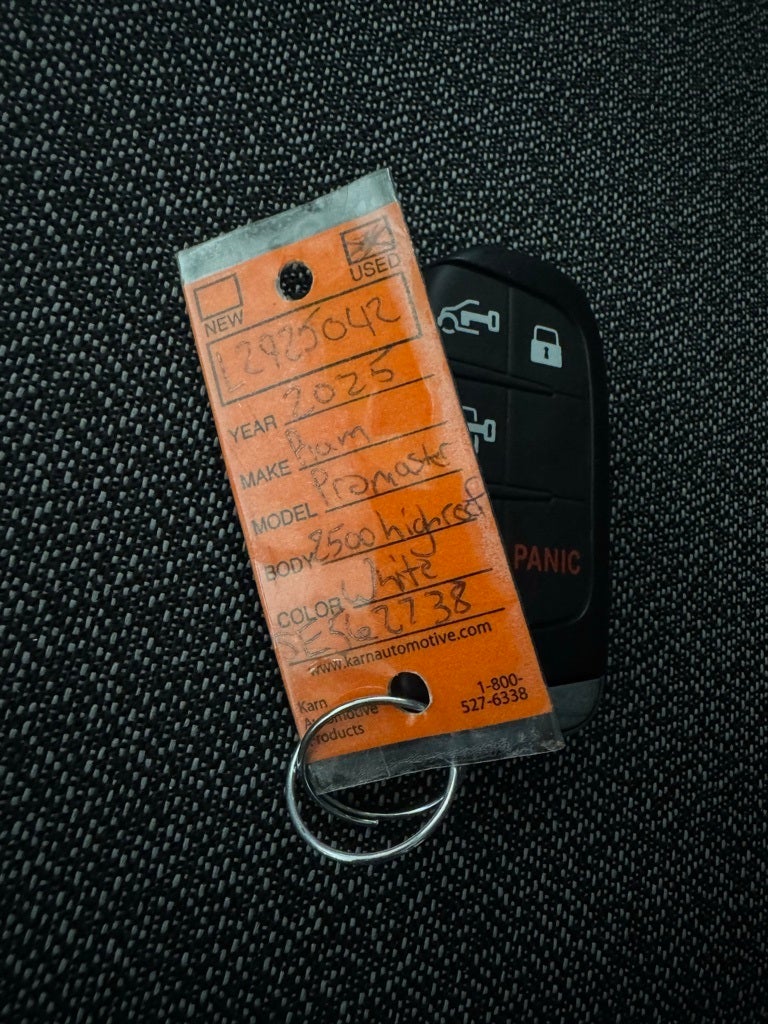 USED
NEW
L2925042
YEAR 2025
MAKE Ram
MODEL Promaster
BODY 2500 highroof
COLOR White
SE562738
www.karnautomotive.com
Karn
Automotive
Products
1-800-
527-6338
PANIC